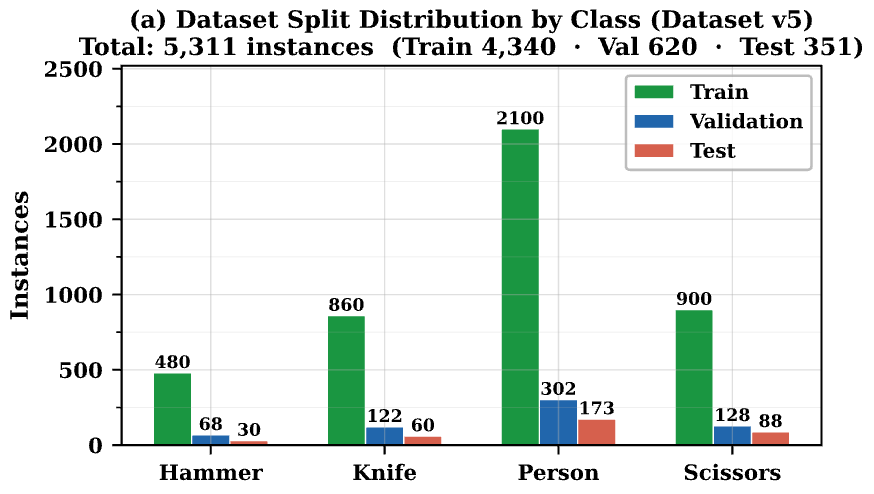 (a) Dataset Split Distribution by Class (Dataset v5)
Total: 5,311 instances (Train 4,340 · Val 620 · Test 351)
Instances
2500
2000
1500
1000
500
0
Train
Validation
Test
480
68
30
860
122
60
2100
302
173
900
128
88
Hammer
Knife
Person
Scissors